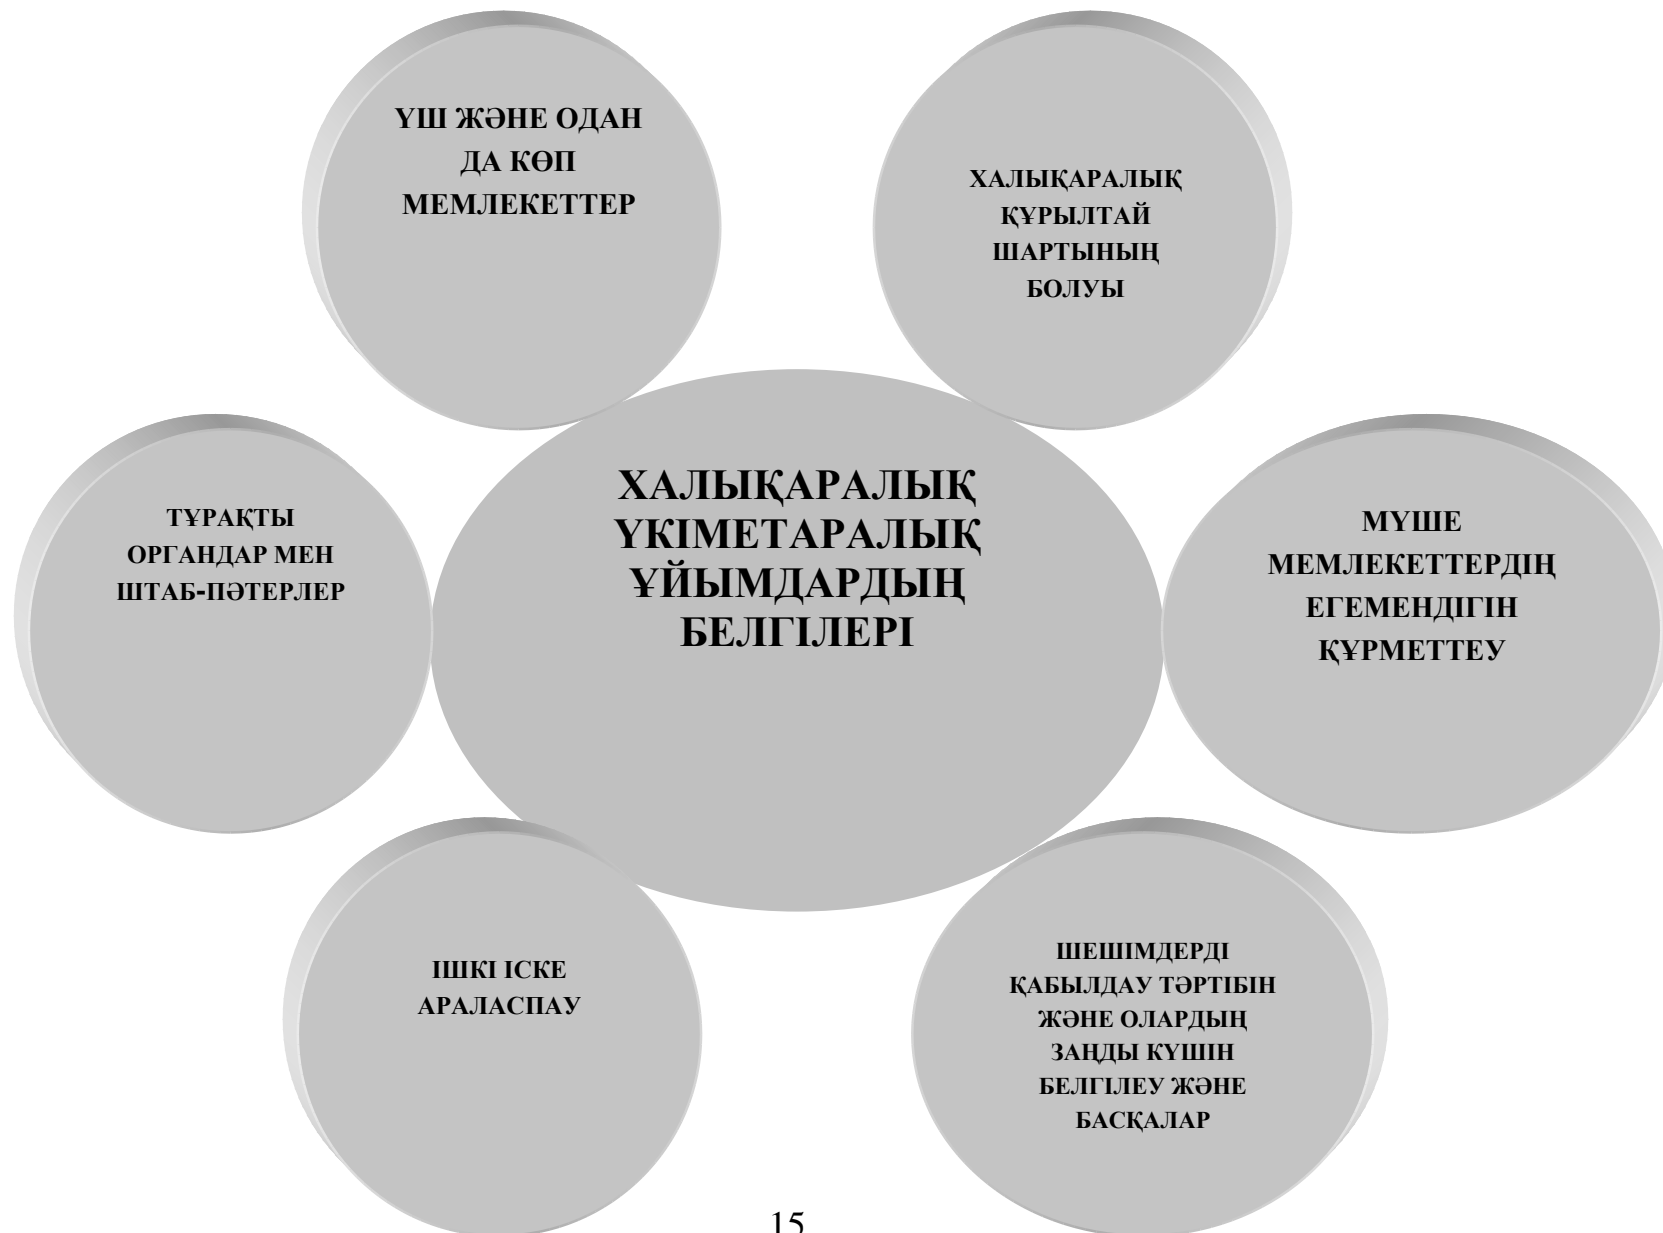 ҮШ ЖӘНЕ ОДАН
ДА КӨП
МЕМЛЕКЕТТЕР
ХАЛЫҚАРАЛЫҚ
ҚҰРЫЛТАЙ
ШАРТЫНЫҢ
БОЛУЫ
ХАЛЫҚАРАЛЫҚ
ҮКІМЕТАРАЛЫҚ
ҰЙЫМДАРДЫҢ
БЕЛГІЛЕРІ
ТҰРАҚТЫ
ОРГАНДАР МЕН
ШТАБ-ПӘТЕРЛЕР
МҮШЕ
МЕМЛЕКЕТТЕРДІҢ
ЕГЕМЕНДІГІН
ҚҰРМЕТТЕУ
ІШКІ ІСКЕ
АРАЛАСПАУ
ШЕШІМДЕРДІ
ҚАБЫЛДАУ ТӘРТІБІН
ЖӘНЕ ОЛАРДЫҢ
ЗАҢДЫ КҮШІН
БЕЛГІЛЕУ ЖӘНЕ
БАСҚАЛАР
15